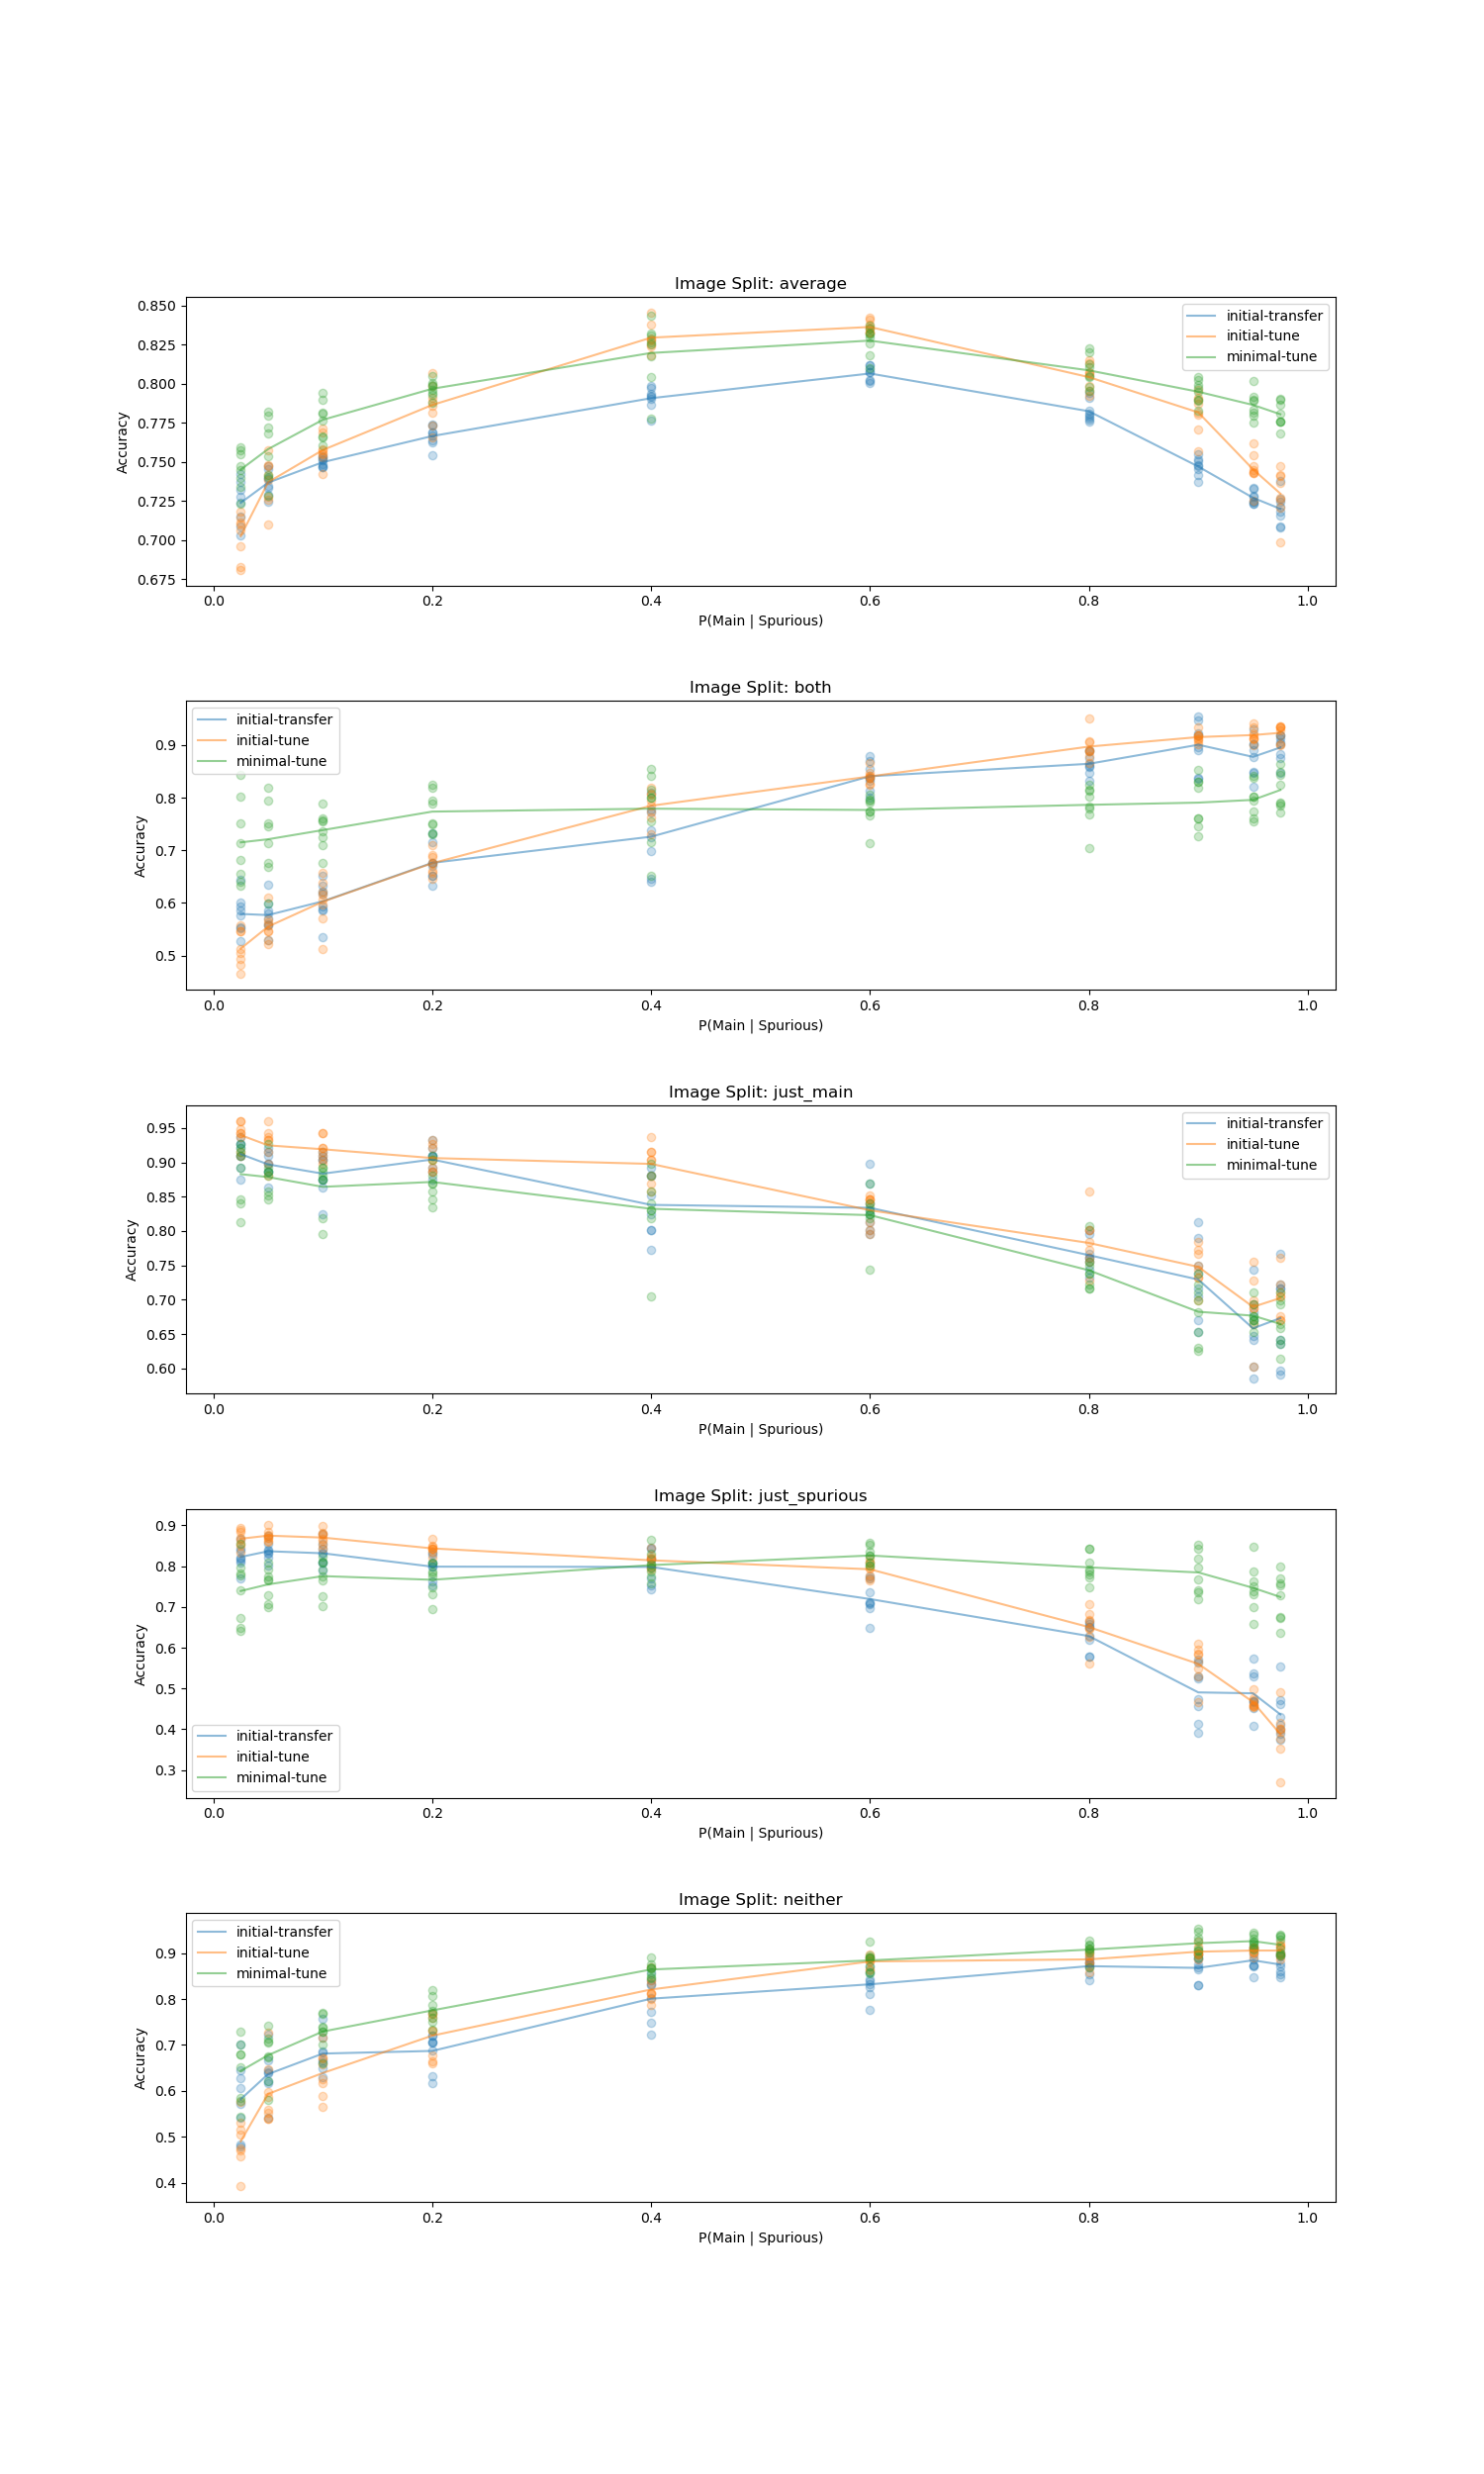 Image Split: average
0.850
0.825
0.800
0.775
0.750
0.725
0.700
0.675
Accuracy
initial-transfer
initial-tune
minimal-tune
0.0 0.2 0.4 0.6 0.8 1.0
P(Main | Spurious)
Image Split: both
initial-transfer
initial-tune
minimal-tune
0.9
0.8
0.7
0.6
0.5
Accuracy
0.0 0.2 0.4 0.6 0.8 1.0
P(Main | Spurious)
Image Split: just_main
0.95
0.90
0.85
0.80
0.75
0.70
0.65
0.60
Accuracy
initial-transfer
initial-tune
minimal-tune
0.0 0.2 0.4 0.6 0.8 1.0
P(Main | Spurious)
Image Split: just_spurious
0.9
0.8
0.7
0.6
0.5
0.4
0.3
Accuracy
initial-transfer
initial-tune
minimal-tune
0.0 0.2 0.4 0.6 0.8 1.0
P(Main | Spurious)
Image Split: neither
initial-transfer
initial-tune
minimal-tune
0.9
0.8
0.7
0.6
0.5
0.4
Accuracy
0.0 0.2 0.4 0.6 0.8 1.0
P(Main | Spurious)